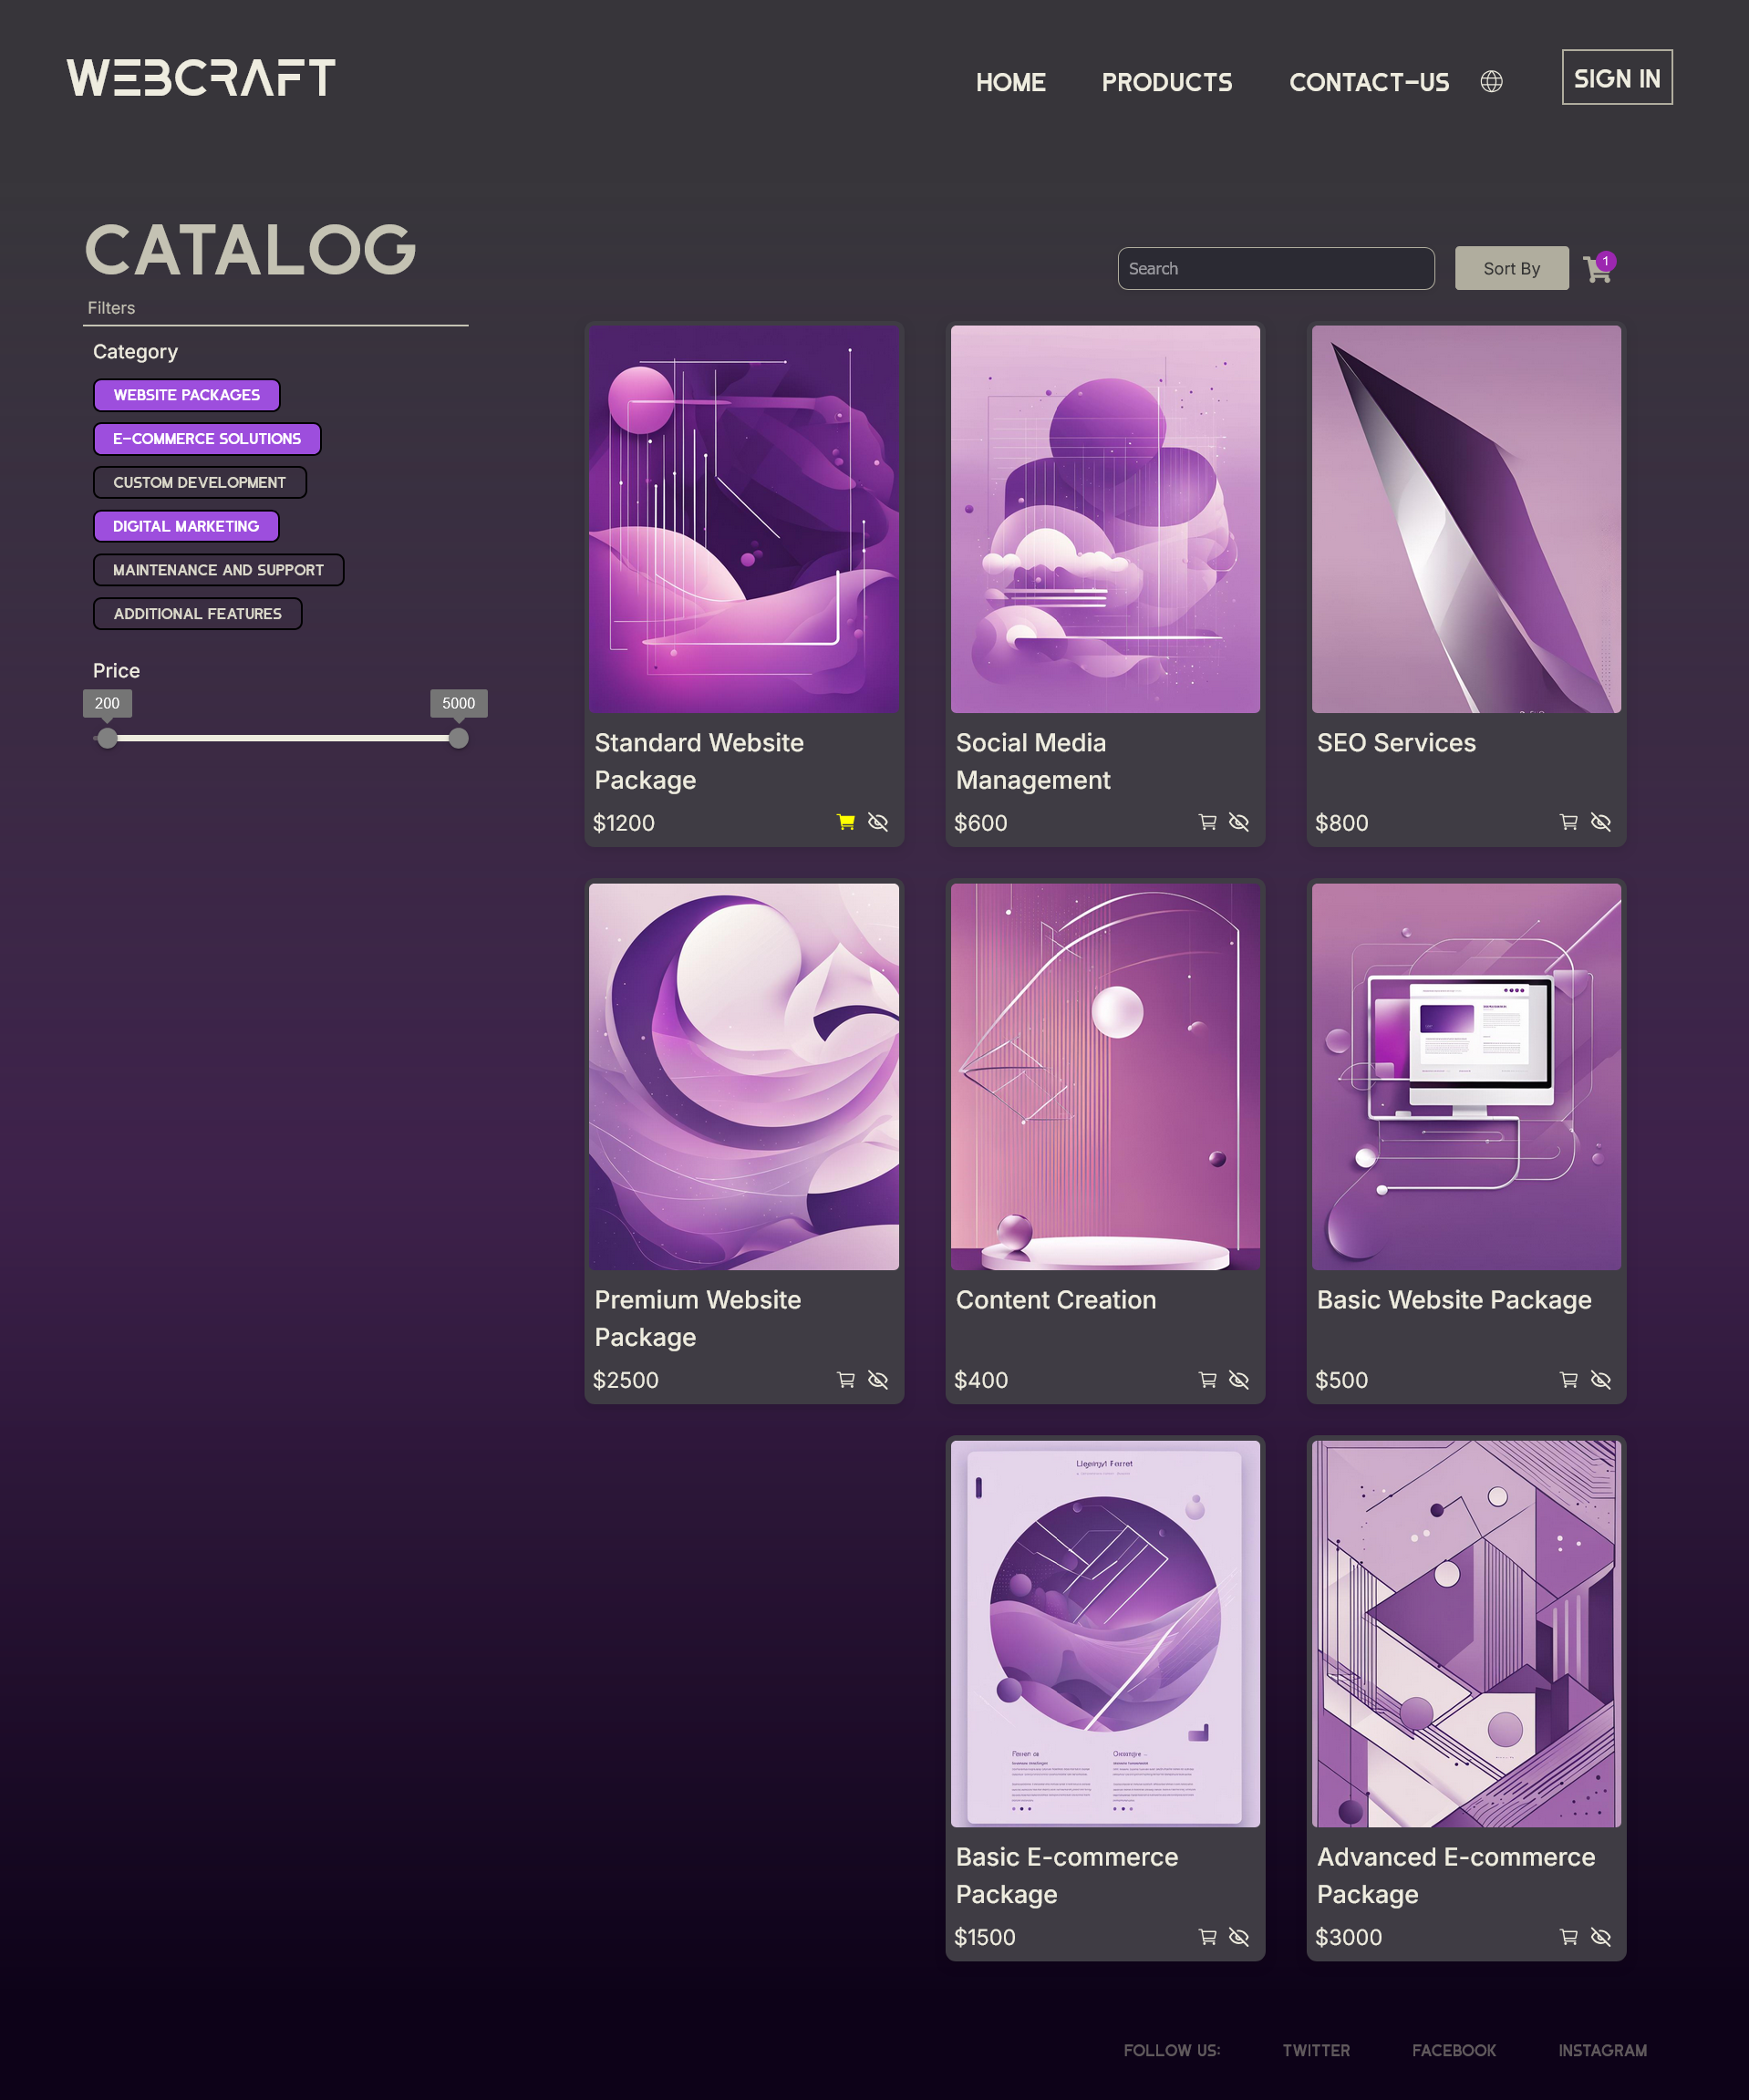 WEBCRAFT
HOME
PRODUCTS
CONTACT-US
SIGN IN
CATALOG
Search
Sort By
1
Filters
Category
WEBSITE PACKAGES
E-COMMERCE SOLUTIONS
CUSTOM DEVELOPMENT
DIGITAL MARKETING
MAINTENANCE AND SUPPORT
ADDITIONAL FEATURES
Price
200
5000
Standard Website
Package
$1200
Social Media
Management
$600
SEO Services
$800
Premium Website
Package
$2500
Content Creation
$400
Basic Website Package
$500
Basic E-commerce
Package
$1500
Advanced E-commerce
Package
$3000
FOLLOW US:
TWITTER
FACEBOOK
INSTAGRAM